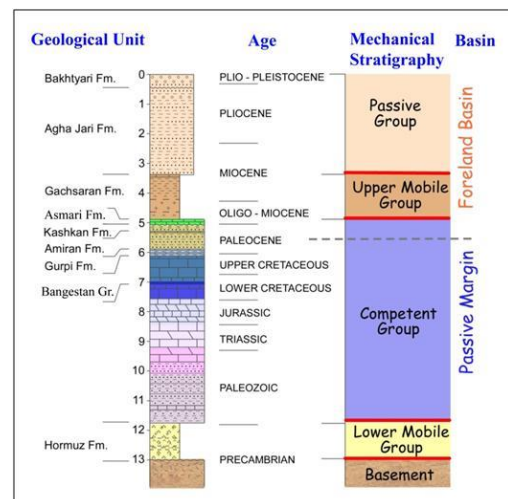 Geological Unit Age Mechanical Stratigraphy Basin
Bakhtyari Fm.
Agha Jari Fm.
Gachsaran Fm.
Asmari Fm.
Kashkan Fm.
Amiran Fm.
Gurpi Fm.
Bangestan Gr.
Hormuz Fm.
0
1
2
3
4
5
6
7
8
9
10
11
12
13
PLIO - PLEISTOCENE
PLIOCENE
MIOCENE
OLIGO - MIOCENE
PALEOCENE
UPPER CRETACEOUS
LOWER CRETACEOUS
JURASSIC
TRIASSIC
PALEOZOIC
PRECAMBRIAN
Passive
Group
Upper Mobile
Group
Competent
Group
Lower Mobile
Group
Basement
Foreland Basin
Passive Margin